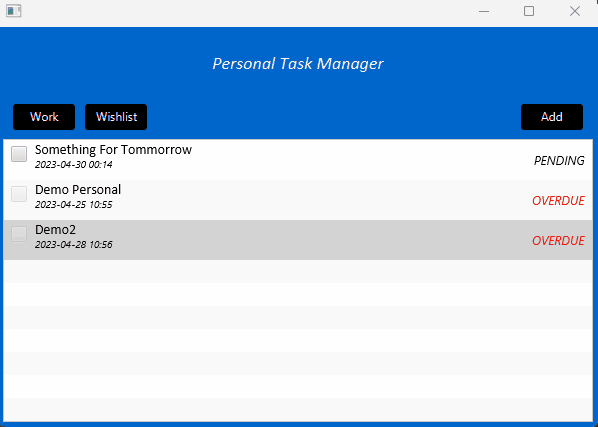 Personal Task Manager
Work Wishlist Add
Something For Tommorrow
2023-04-30 00:14
PENDING
Demo Personal
2023-04-25 10:55
OVERDUE
Demo2
2023-04-28 10:56
OVERDUE